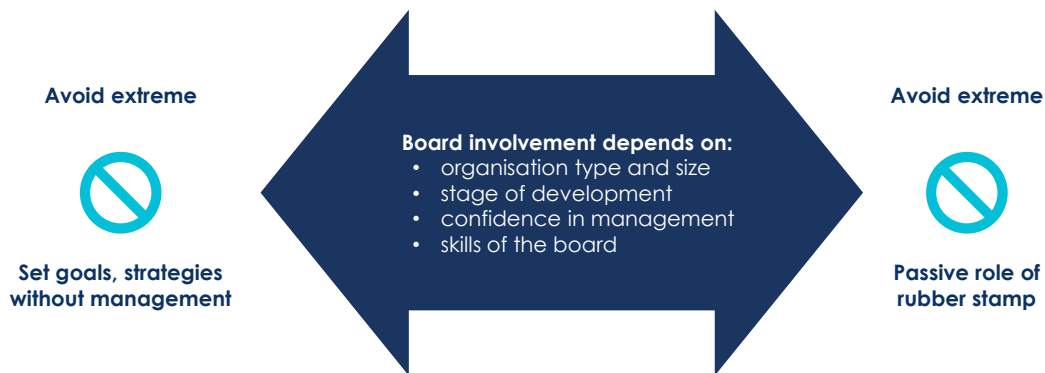 Avoid extreme
Set goals, strategies
without management
Board involvement depends on:
• organisation type and size
• stage of development
• confidence in management
• skills of the board
Avoid extreme
Passive role of
rubber stamp